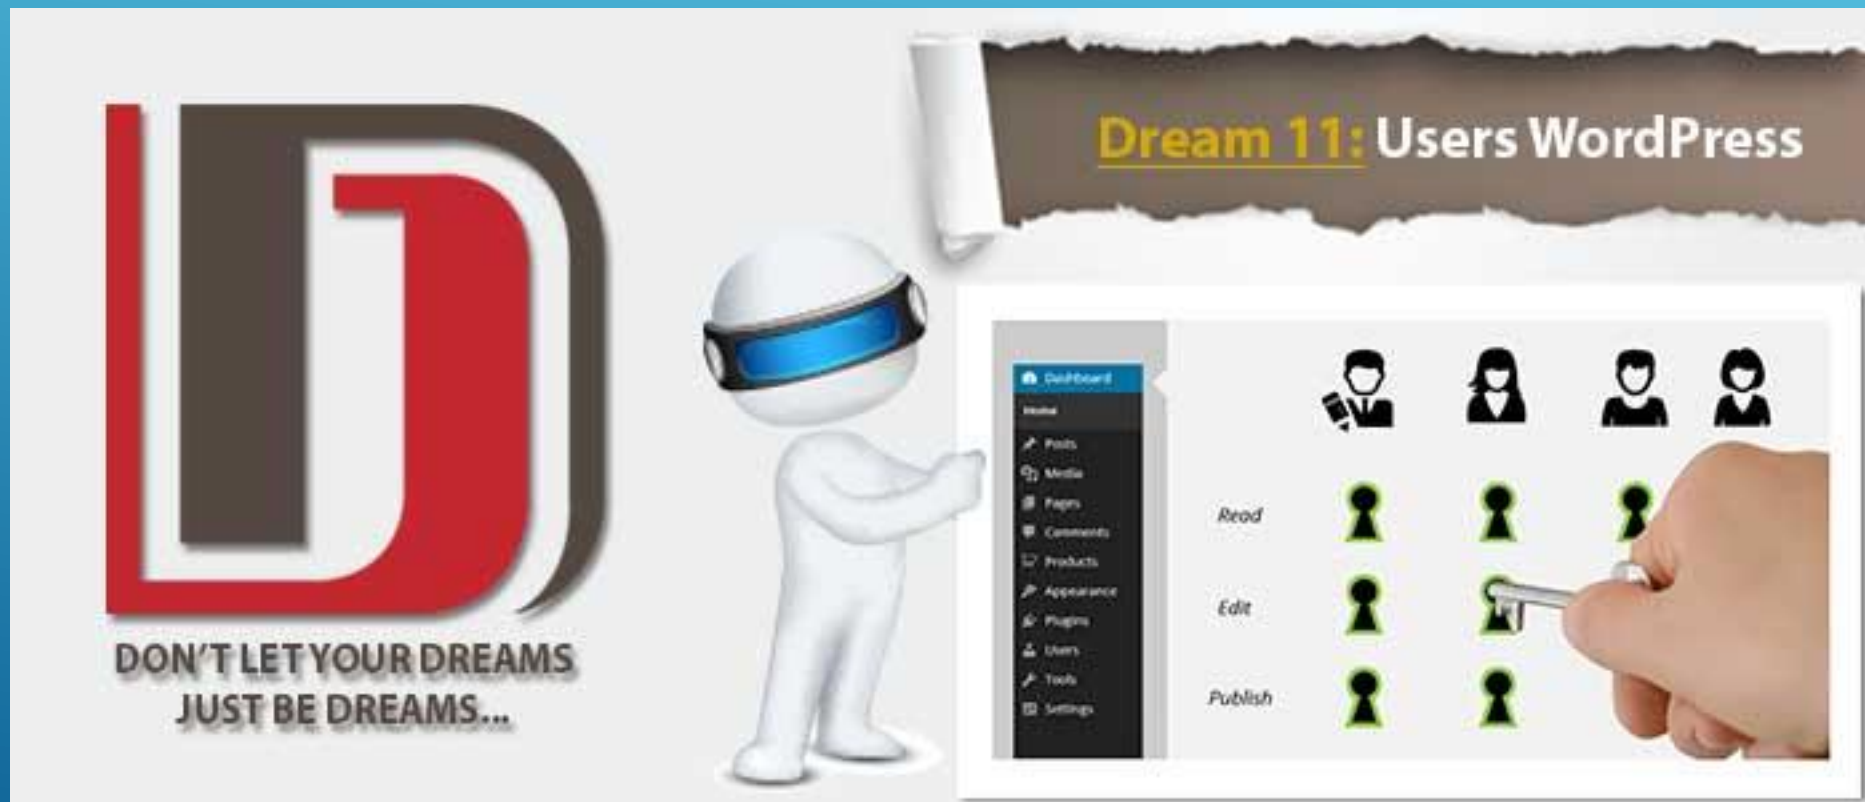 Dream 11: Users WordPress
DON'T LET YOUR DREAMS
JUST BE DREAMS...
Dashboard
Home
Posts
Media
Pages
Comments
Products
Appearance
Plugins
Users
Tools
Settings
Read
Edit
Publish